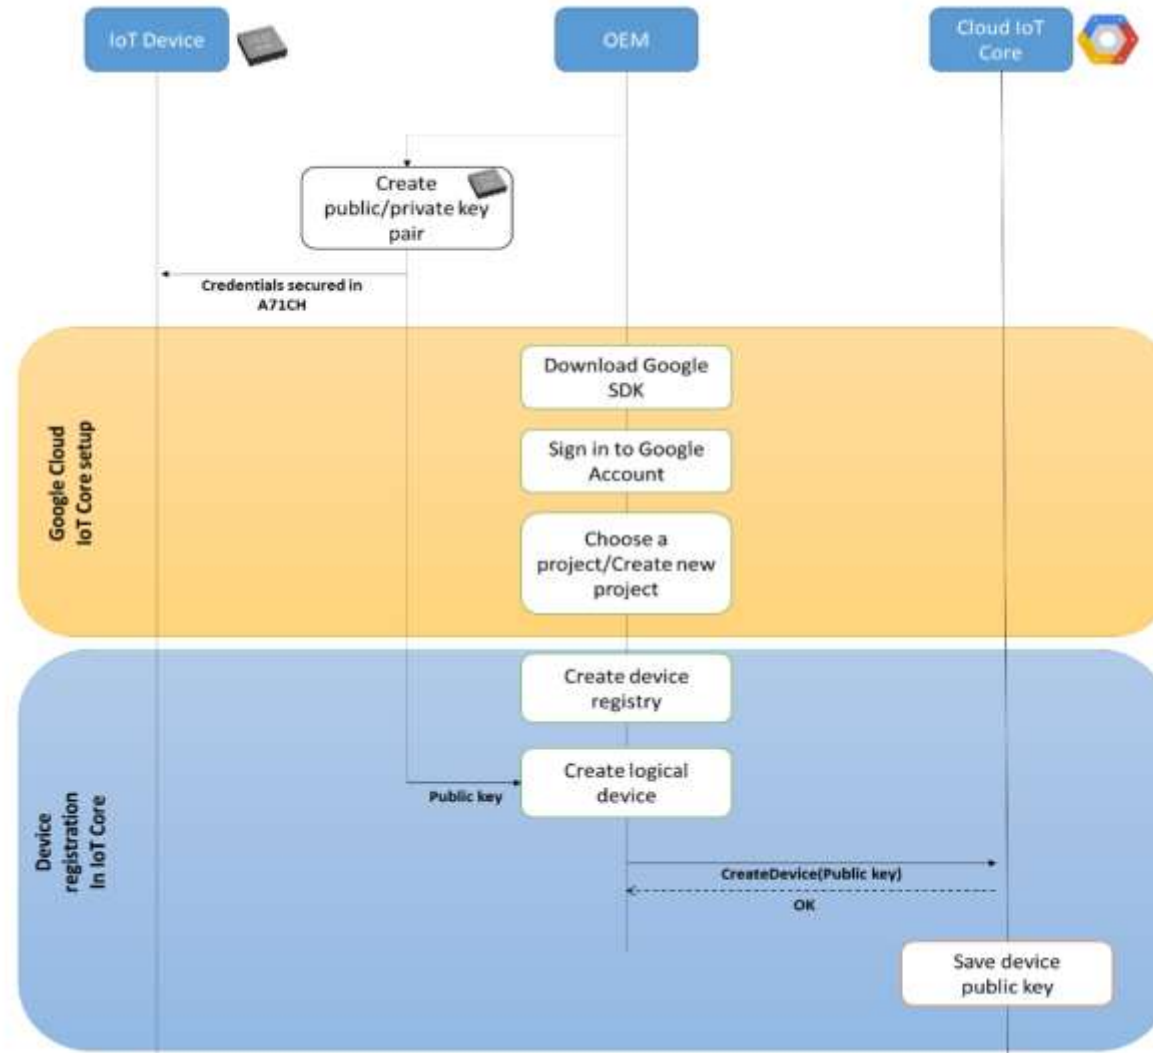 IoT Device
OEM
Cloud IoT
Core
Create
public/private key
pair
Credentials secured in
A71CH
Google Cloud
IoT Core setup
Download Google
SDK
Sign in to Google
Account
Choose a
project/Create new
project
Device
registration
In IoT Core
Create device
registry
Create logical
device
Public key
CreateDevice(Public key)
OK
Save device
public key